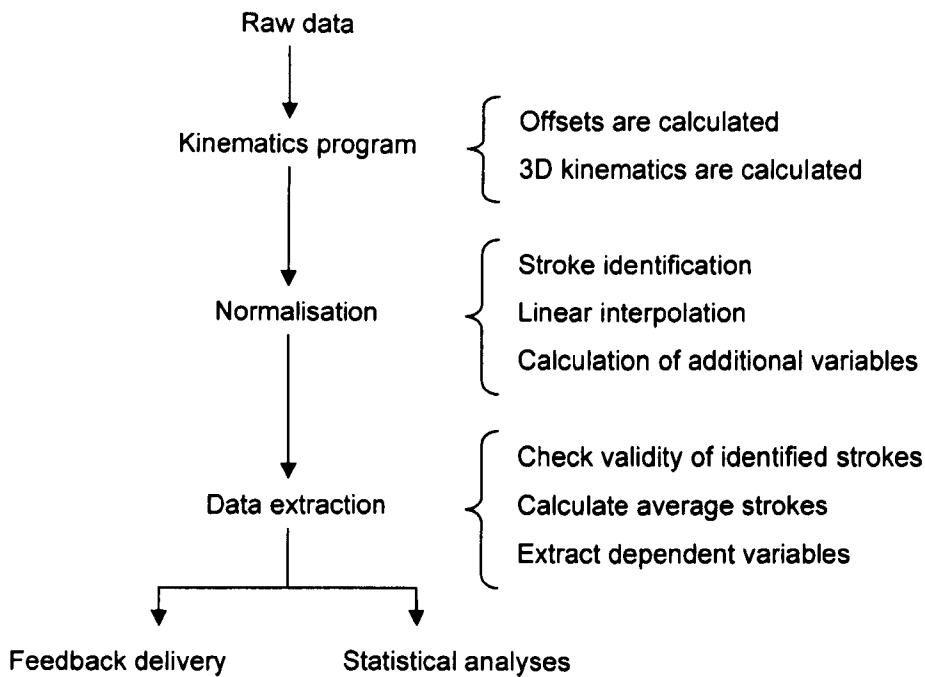 Raw data
Kinematics program
Offsets are calculated
3D kinematics are calculated
Normalisation
Stroke identification
Linear interpolation
Calculation of additional variables
Data extraction
Check validity of identified strokes
Calculate average strokes
Extract dependent variables
Feedback delivery
Statistical analyses